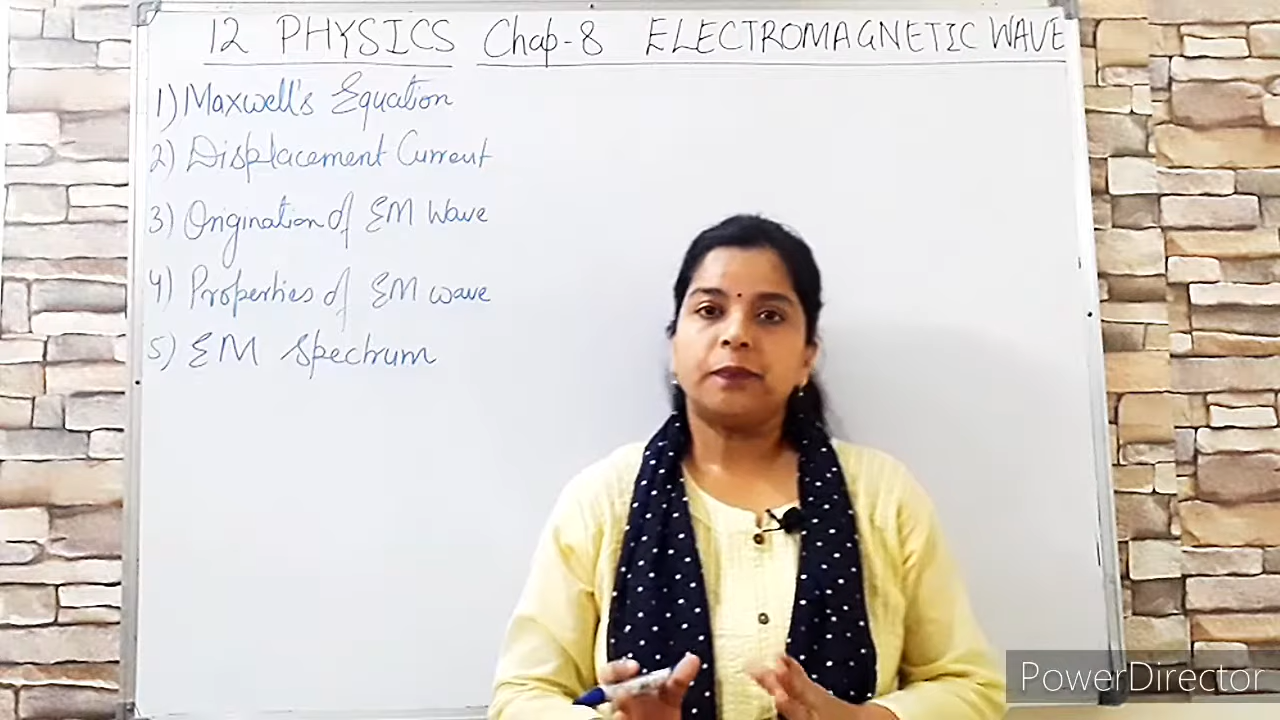 12 PHYSICS Chap-8 ELECTROMAGNETIC WAVE
1) Maxwell's Equation
2) Displacement Current
3) Origination of EM Wave
4) Properties of EM wave
5) EM Spectrum
PowerDirector